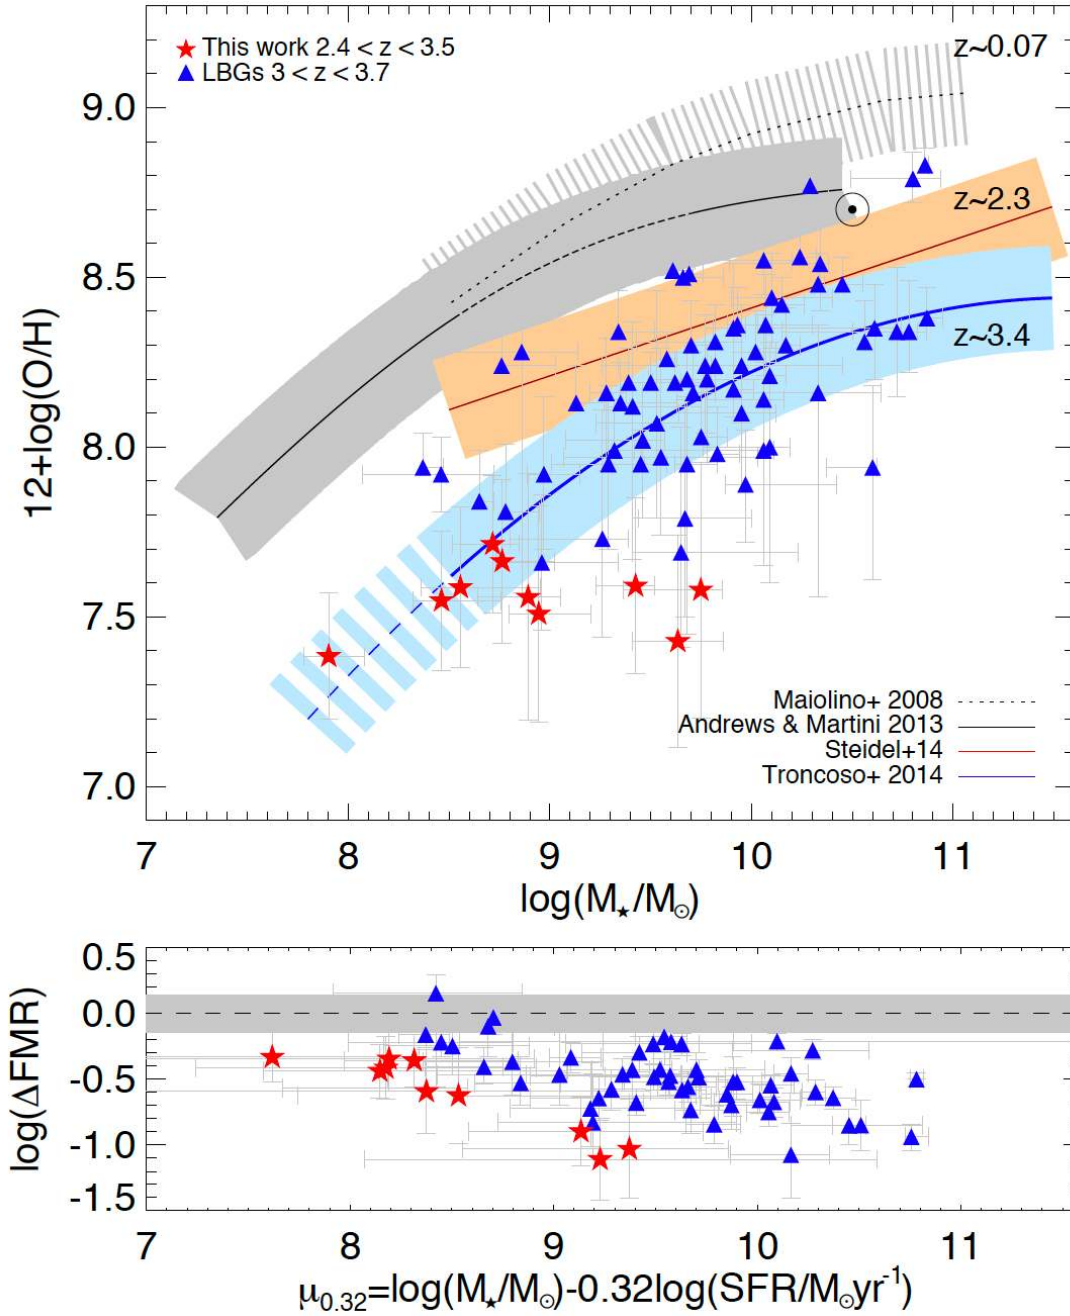 ★ This work 2.4 < z < 3.5
▲ LBGs 3 < z < 3.7
z~0.07
z~2.3
z~3.4
9.0
8.5
8.0
7.5
7.0
12+log(O/H)
Maiolino+ 2008
Andrews & Martini 2013
Steidel+14
Troncoso+ 2014
7 8 9 10 11
log(M★/M⊙)
0.5
0.0
-0.5
-1.0
-1.5
log(ΔFMR)
7 8 9 10 11
μ0.32=log(M★/M⊙)-0.32log(SFR/M⊙yr-1)